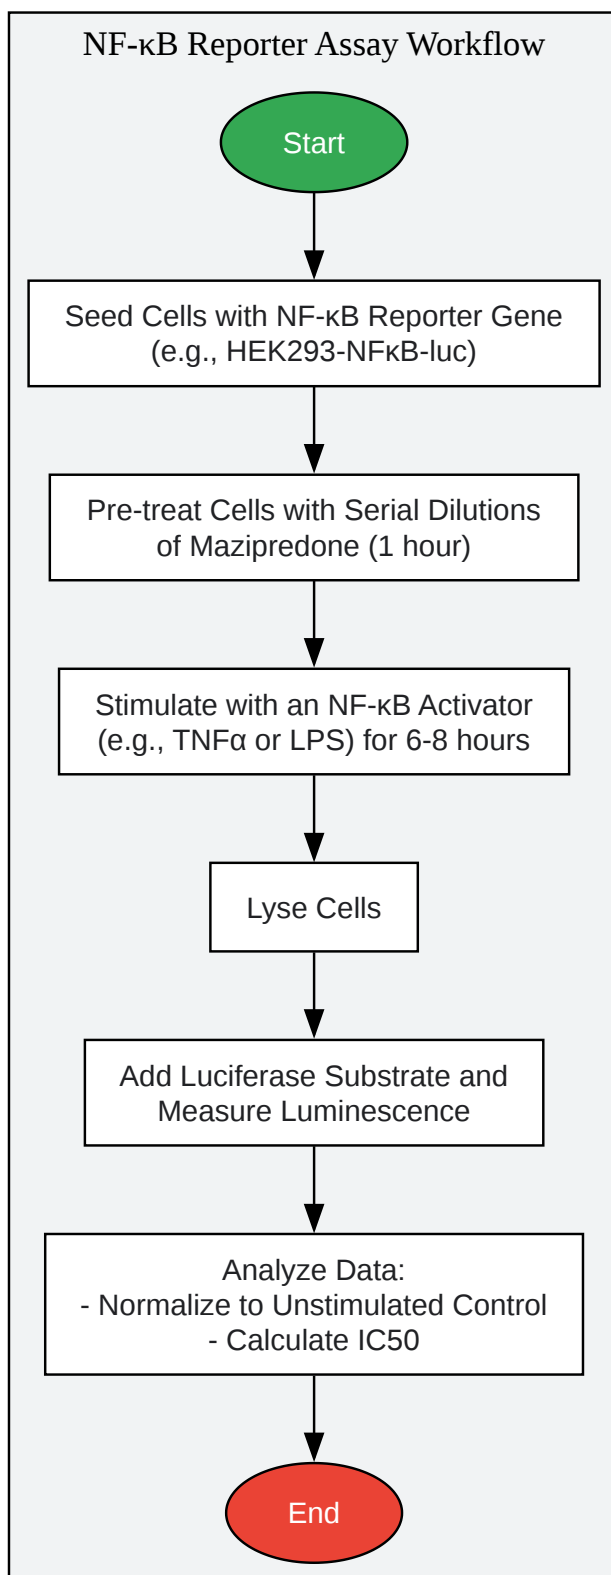 NF-κB Reporter Assay Workflow
Start
Seed Cells with NF-κB Reporter Gene
(e.g., HEK293-NFκB-luc)
Pre-treat Cells with Serial Dilutions
of Mazipredone (1 hour)
Stimulate with an NF-κB Activator
(e.g., TNFα or LPS) for 6-8 hours
Lyse Cells
Add Luciferase Substrate and
Measure Luminescence
Analyze Data:
- Normalize to Unstimulated Control
- Calculate IC50
End